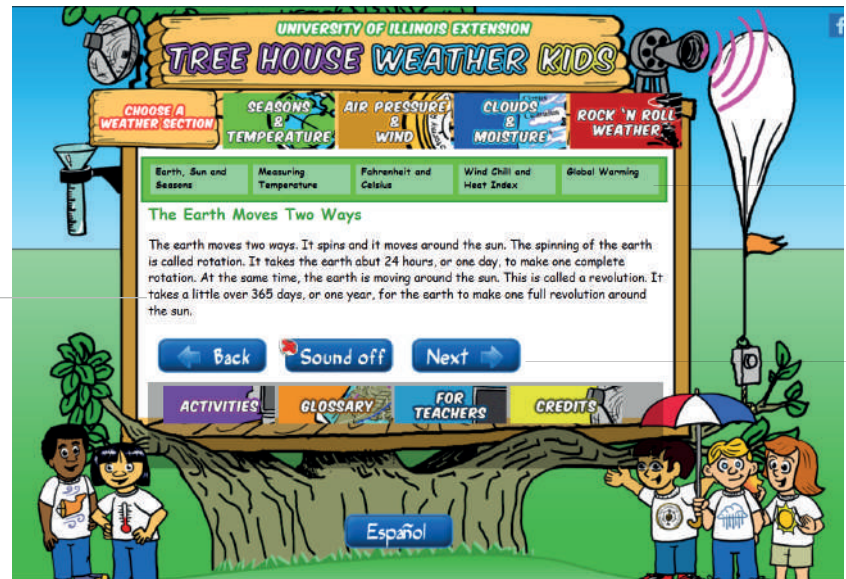 UNIVERSITY OF ILLINOIS EXTENSION
TREE HOUSE WEATHER KIDS
f
CHOOSE A
WEATHER SECTION
SEASONS
&
TEMPERATURE
AIR PRESSURE
&
WIND
CLOUDS
&
MOISTURE
ROCK 'N ROLL
WEATHER
Earth, Sun and
Seasons
Measuring
Temperature
Fahrenheit and
Celsius
Wind Chill and
Heat Index
Global Warming
The Earth Moves Two Ways
The earth moves two ways. It spins and it moves around the sun. The spinning of the earth
is called rotation. It takes the earth abut 24 hours, or one day, to make one complete
rotation. At the same time, the earth is moving around the sun. This is called a revolution. It
takes a little over 365 days, or one year, for the earth to make one full revolution around
the sun.
Back
Sound off
Next
ACTIVITIES
GLOSSARY
FOR
TEACHERS
CREDITS
Español